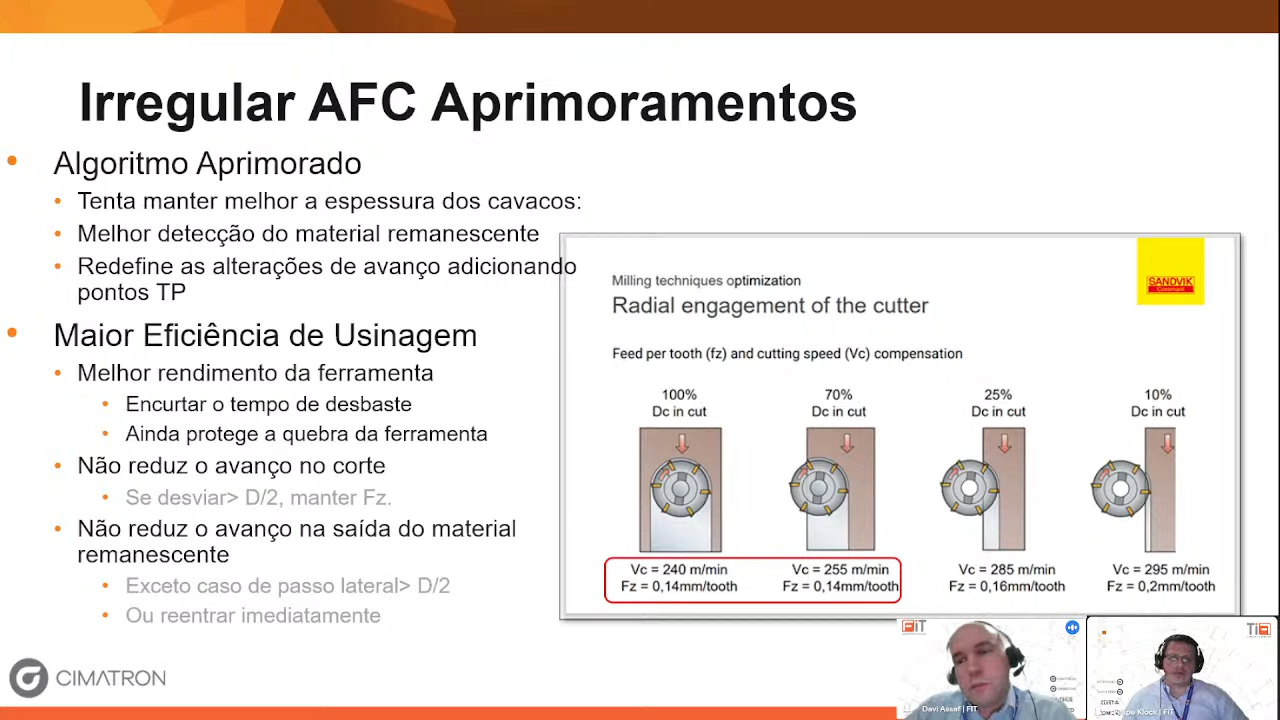 Irregular AFC Aprimoramentos
Algoritmo Aprimorado
Tenta manter melhor a espessura dos cavacos:
Melhor detecção do material remanescente
Redefine as alterações de avanço adicionando
pontos TP
Maior Eficiência de Usinagem
Melhor rendimento da ferramenta
Encurtar o tempo de desbaste
Ainda protege a quebra da ferramenta
Não reduz o avanço no corte
Se desviar> D/2, manter Fz.
Não reduz o avanço na saída do material
remanescente
Exceto caso de passo lateral> D/2
Ou reentrar imediatamente
CIMATRON
Milling techniques optimization
Radial engagement of the cutter
SANDVIK
Coromant
Feed per tooth (fz) and cutting speed (Vc) compensation
100% 70% 25% 10%
Dc in cut Dc in cut Dc in cut Dc in cut
Vc = 240 m/min Vc = 255 m/min Vc = 285 m/min Vc = 295 m/min
Fz = 0,14mm/tooth Fz = 0,14mm/tooth Fz = 0,16mm/tooth Fz = 0,2mm/tooth
FiT
Davi Assaf | FiT
Klock | FiT